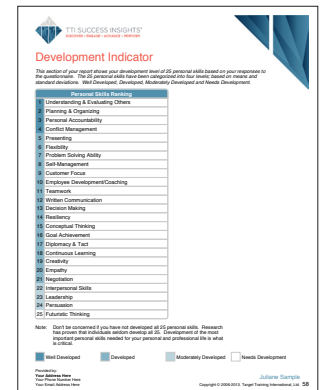 TTI SUCCESS INSIGHTS®
DISCOVER • ENGAGE • ADVANCE • PERFORM
Development Indicator
This section of your report shows your development level of 25 personal skills based on your responses to
the questionnaire. The 25 personal skills have been categorized into four levels; based on means and
standard deviations. Well Developed, Developed, Moderately Developed and Needs Development.
Personal Skills Ranking
1 Understanding & Evaluating Others
2 Planning & Organizing
3 Personal Accountability
4 Conflict Management
5 Presenting
6 Flexibility
7 Problem Solving Ability
8 Self-Management
9 Customer Focus
10 Employee Development/Coaching
11 Teamwork
12 Written Communication
13 Decision Making
14 Resiliency
15 Conceptual Thinking
16 Goal Achievement
17 Diplomacy & Tact
18 Continuous Learning
19 Creativity
20 Empathy
21 Negotiation
22 Interpersonal Skills
23 Leadership
24 Persuasion
25 Futuristic Thinking
Note: Don't be concerned if you have not developed all 25 personal skills. Research
has proven that individuals seldom develop all 25. Development of the most
important personal skills needed for your personal and professional life is what
is critical.
Well Developed Developed Moderately Developed Needs Development
Provided by:
Your Address Here
Your Phone Number Here
Your Email Address Here
Juliane Sample
Copyright © 2006-2013. Target Training International, Ltd. 58